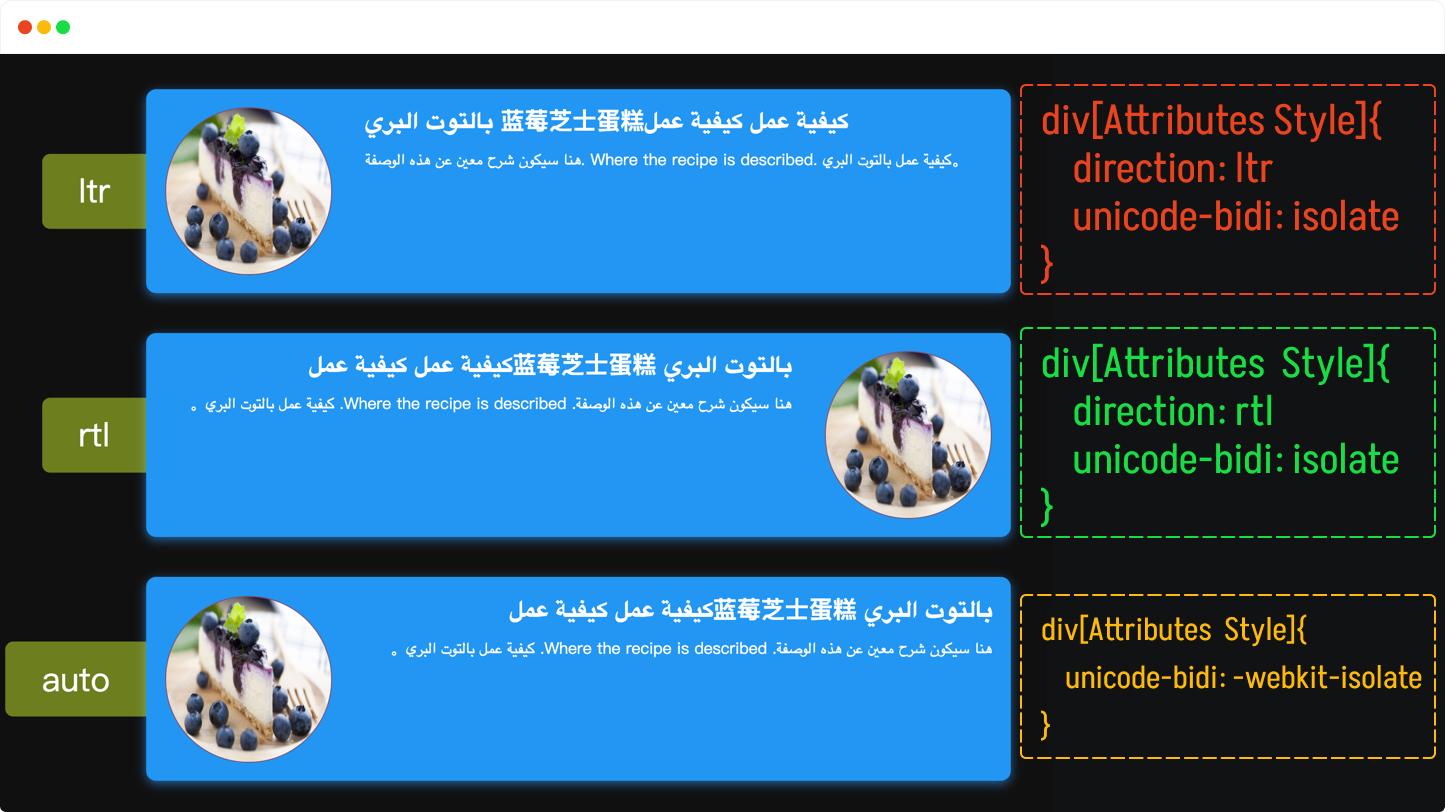 ltr
بالتوت البري 蓝莓芝士蛋糕كيفية عمل كيفية عمل
هنا سيكون شرح معين عن هذه الوصفة. Where the recipe is described. كيفية عمل بالتوت البري。
div[Attributes Style]{
direction: ltr
unicode-bidi: isolate
}
rtl
بالتوت البري 蓝莓芝士蛋糕كيفية عمل كيفية عمل
هنا سيكون شرح معين عن هذه الوصفة. Where the recipe is described. كيفية عمل بالتوت البري 。
div[Attributes Style]{
direction: rtl
unicode-bidi: isolate
}
auto
بالتوت البري 蓝莓芝士蛋糕كيفية عمل كيفية عمل
هنا سيكون شرح معين عن هذه الوصفة. Where the recipe is described. كيفية عمل بالتوت البري 。
div[Attributes Style]{
unicode-bidi: -webkit-isolate
}